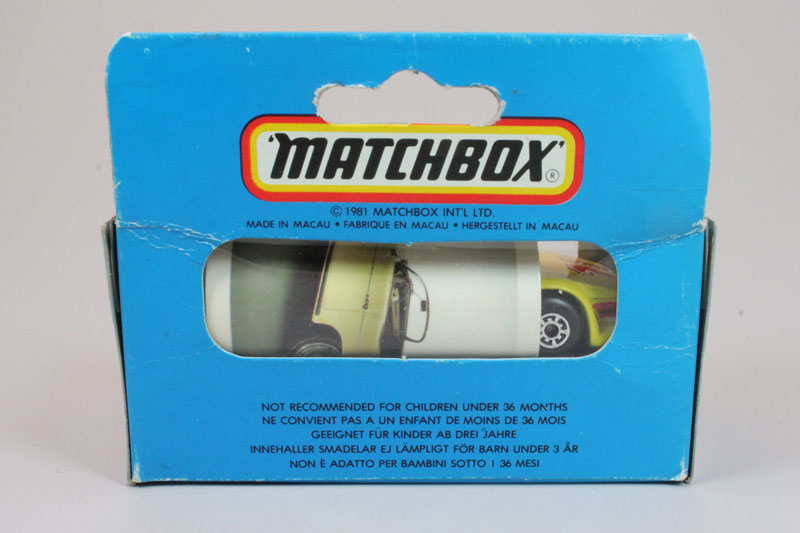 'MATCHBOX'®
© 1981 MATCHBOX INT'L LTD.
MADE IN MACAU • FABRIQUE EN MACAU • HERGESTELLT IN MACAU
NOT RECOMMENDED FOR CHILDREN UNDER 36 MONTHS
NE CONVIENT PAS A UN ENFANT DE MOINS DE 36 MOIS
GEEIGNET FÜR KINDER AB DREI JAHRE
INNEHALLER SMADELAR EJ LÄMPLIGT FÖR BARN UNDER 3 ÅR
NON È ADATTO PER BAMBINI SOTTO I 36 MESI